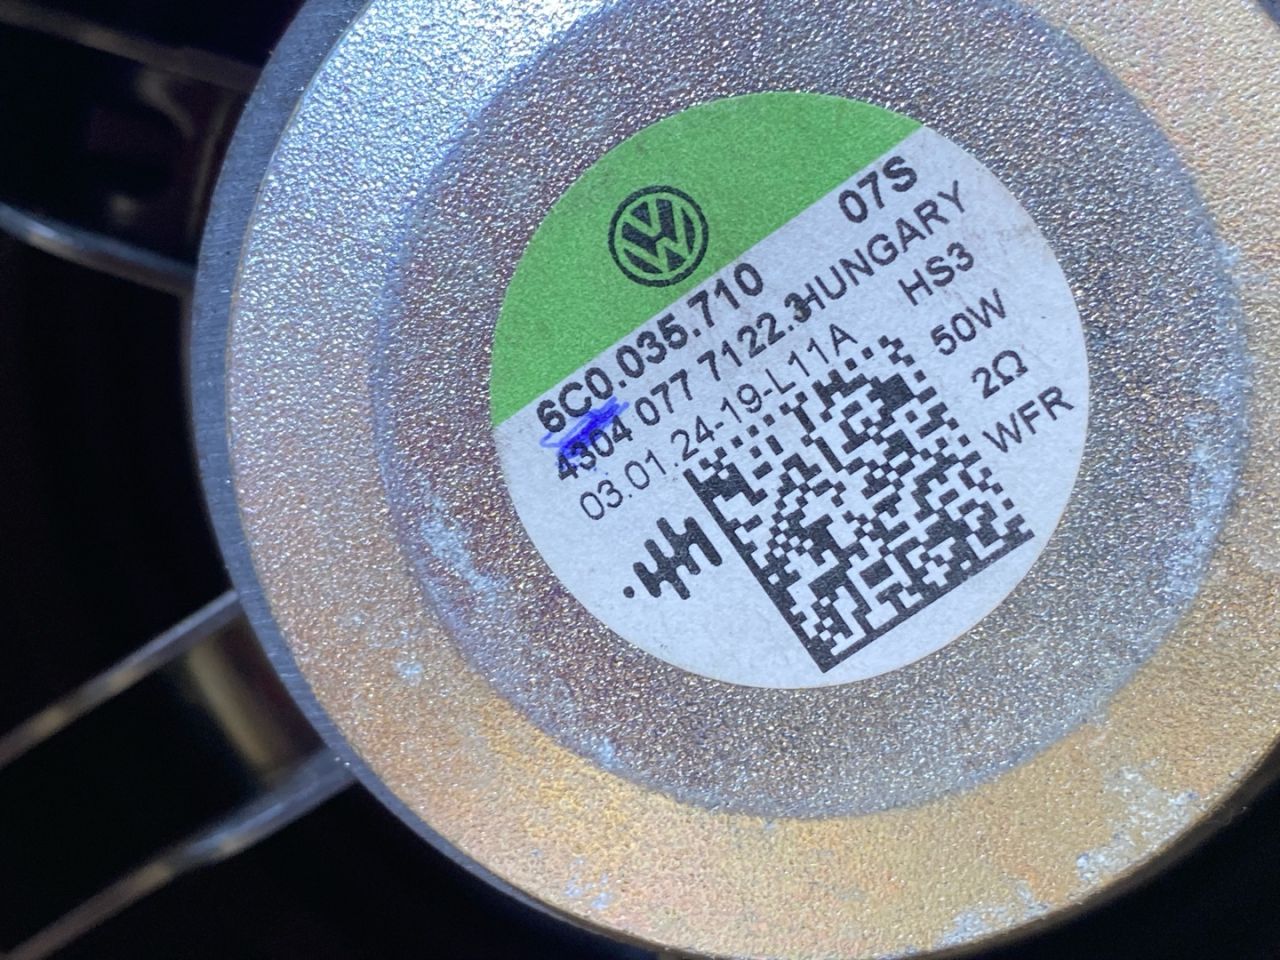 07S
6C0.035.710
4304 077 7122.3 HUNGARY
03.01.24-19-L11A HS3
50W
2Ω
WFR